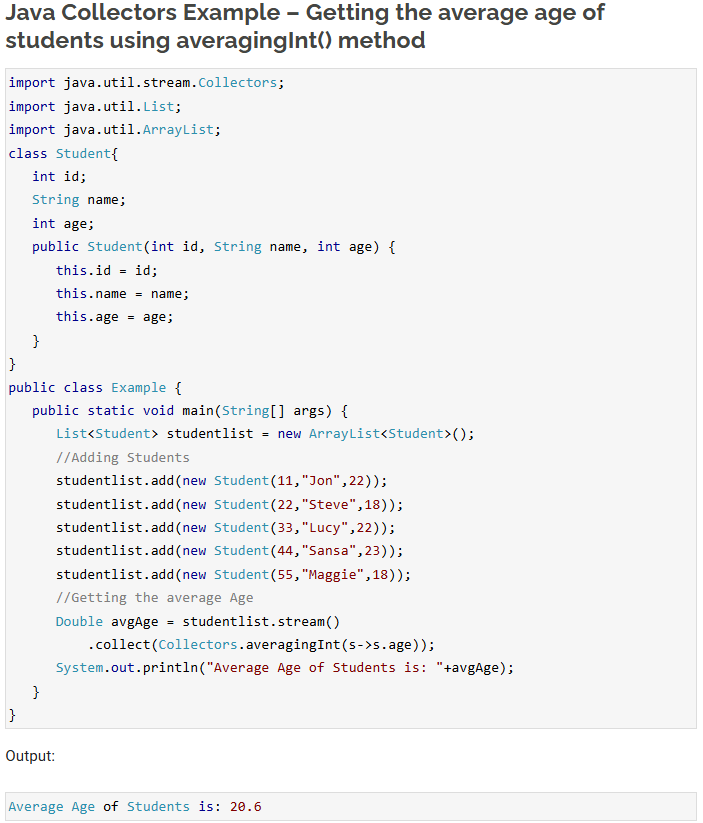 Java Collectors Example – Getting the average age of
students using averagingInt() method
import java.util.stream.Collectors;
import java.util.List;
import java.util.ArrayList;
class Student{
   int id;
   String name;
   int age;
   public Student(int id, String name, int age) {
      this.id = id;
      this.name = name;
      this.age = age;
   }
}
public class Example {
   public static void main(String[] args) {
      List<Student> studentlist = new ArrayList<Student>();
      //Adding Students
      studentlist.add(new Student(11,"Jon",22));
      studentlist.add(new Student(22,"Steve",18));
      studentlist.add(new Student(33,"Lucy",22));
      studentlist.add(new Student(44,"Sansa",23));
      studentlist.add(new Student(55,"Maggie",18));
      //Getting the average Age
      Double avgAge = studentlist.stream()
          .collect(Collectors.averagingInt(s->s.age));
      System.out.println("Average Age of Students is: "+avgAge);
   }
}
Output:
Average Age of Students is: 20.6